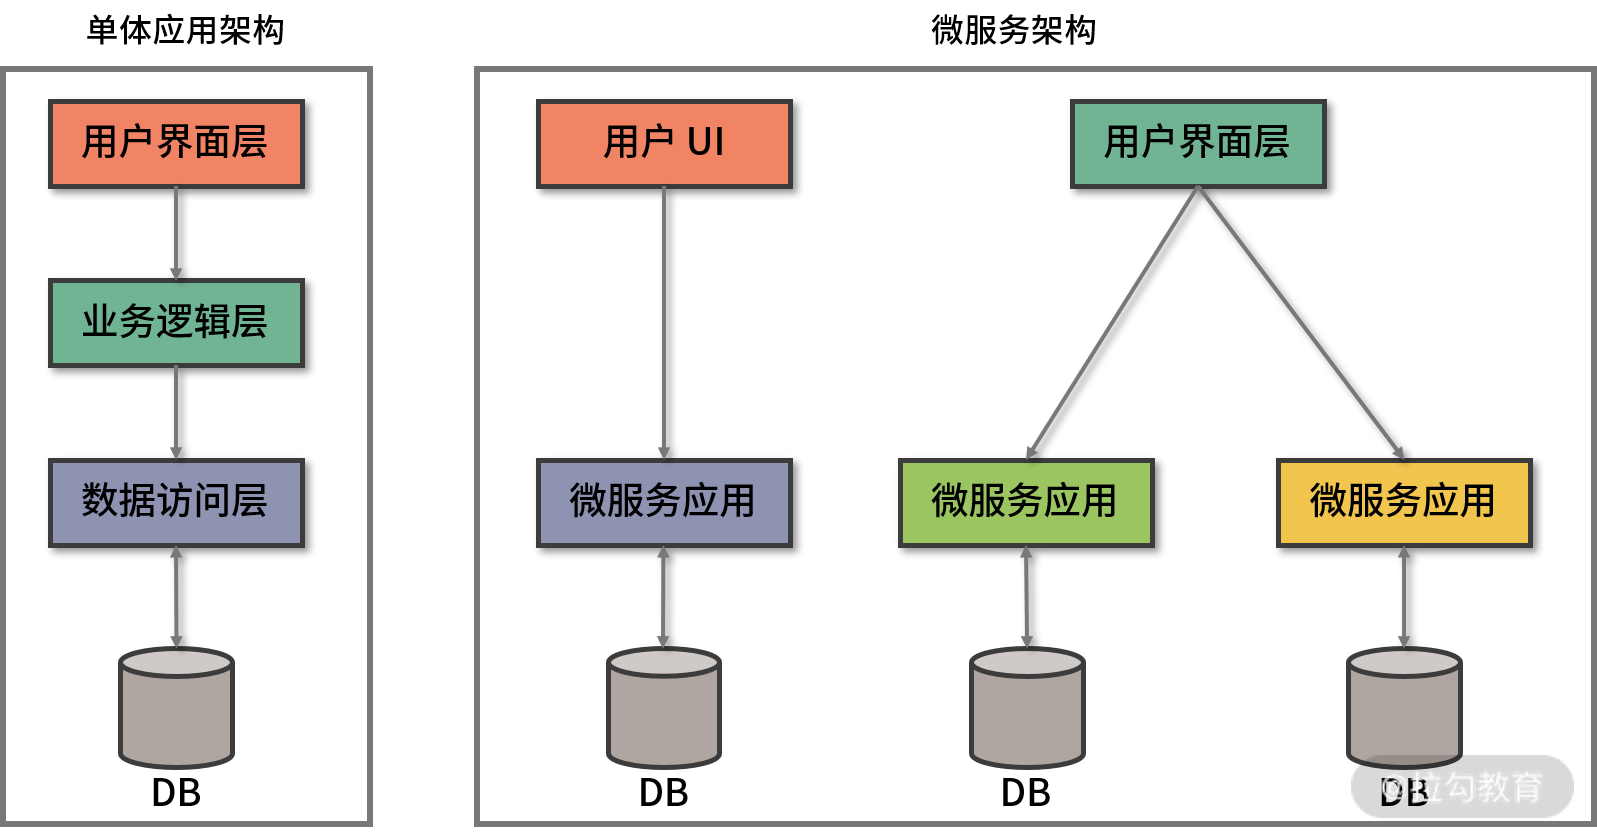 单体应用架构
微服务架构
用户界面层
业务逻辑层
数据访问层
DB
用户 UI
微服务应用
DB
用户界面层
微服务应用
DB
微服务应用
DB
@拉勾教育